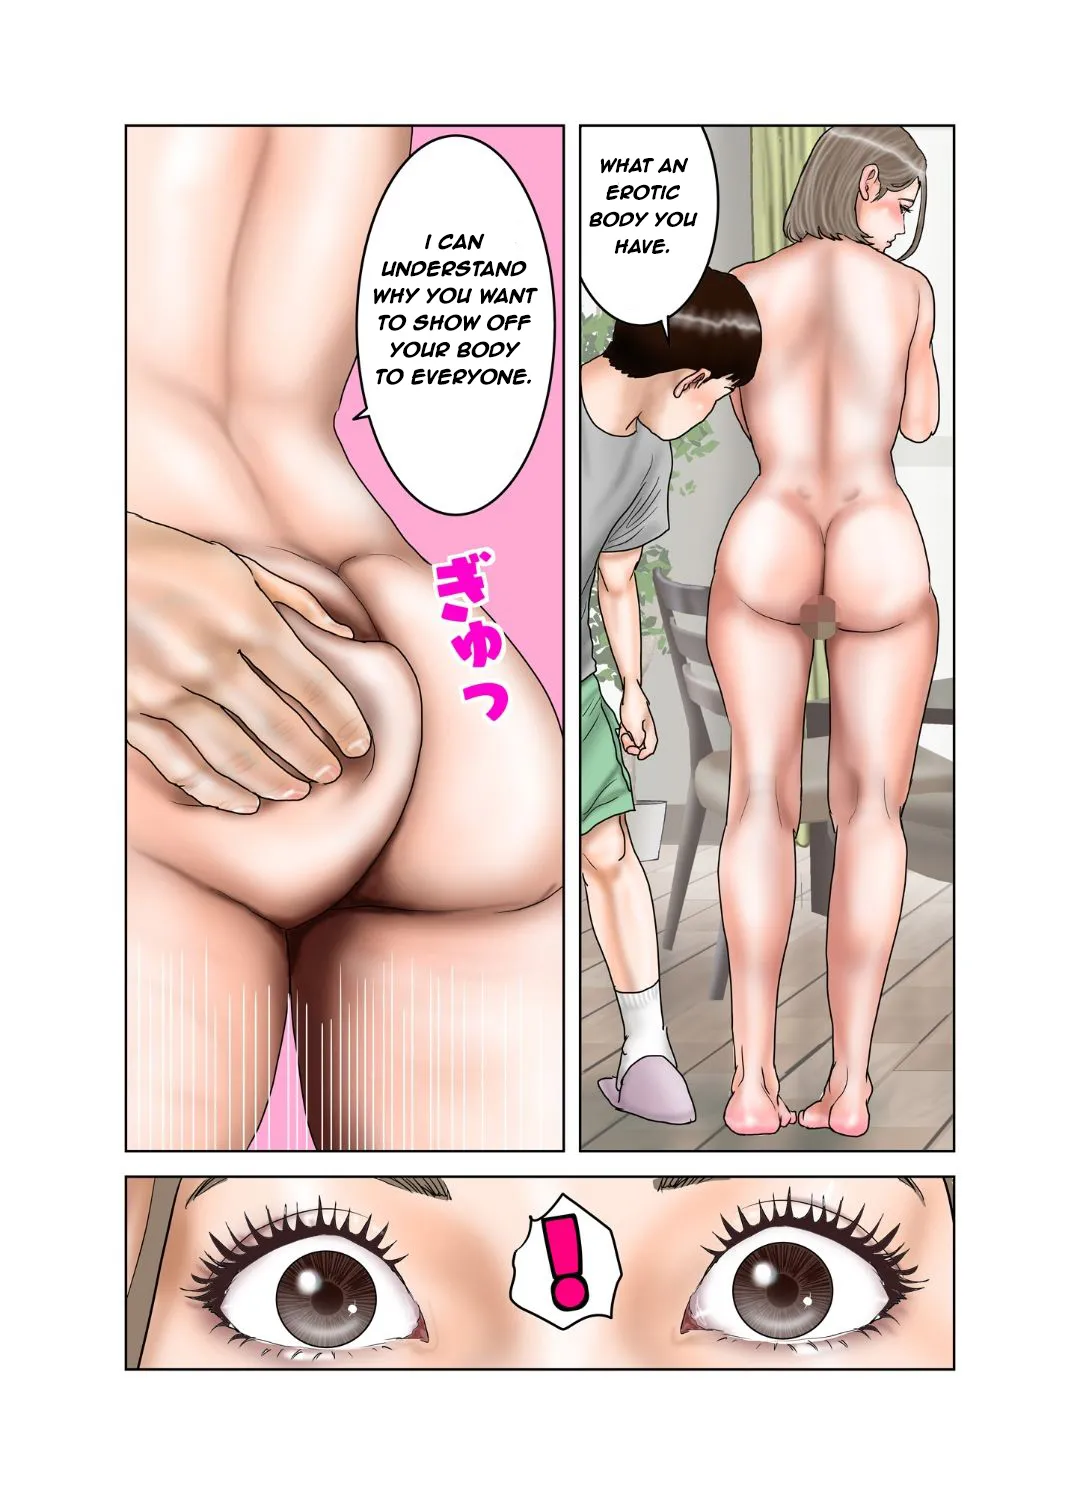 WHAT AN
EROTIC
BODY YOU
HAVE.
I CAN
UNDERSTAND
WHY YOU WANT
TO SHOW OFF
YOUR BODY
TO EVERYONE.
ぎゅっ
!